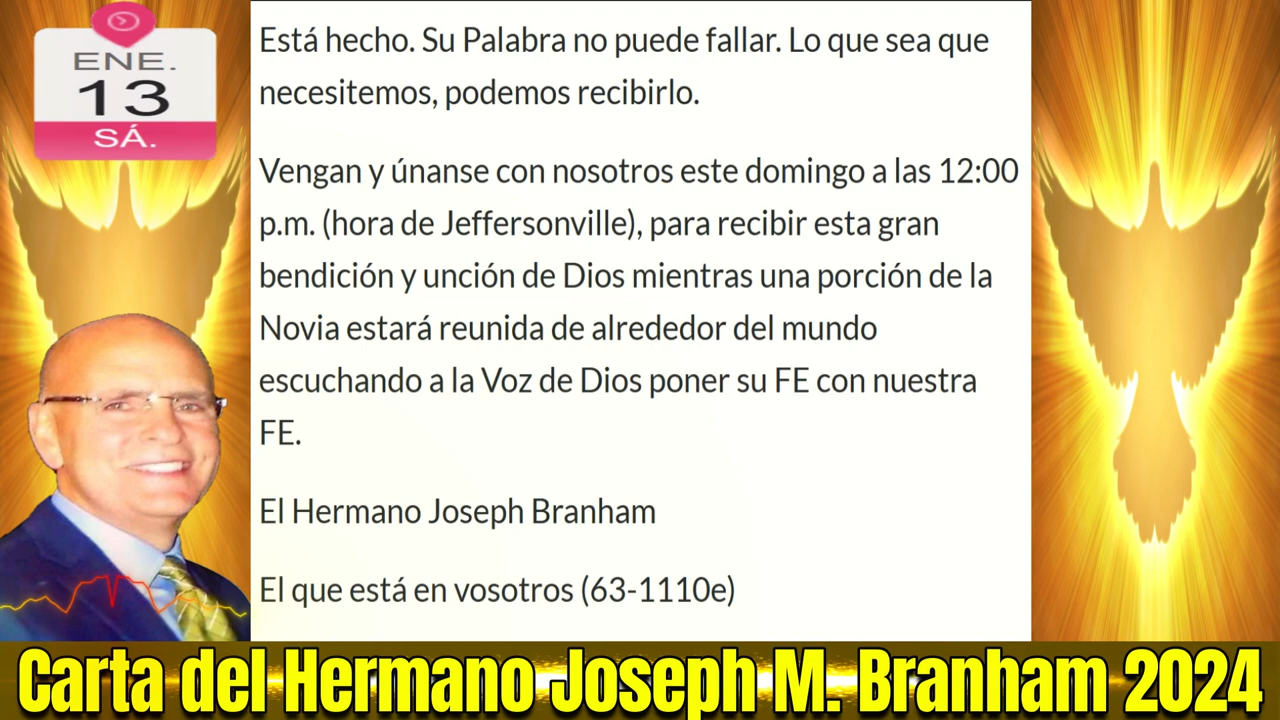 ENE.
13
SÁ.
Está hecho. Su Palabra no puede fallar. Lo que sea que
necesitemos, podemos recibirlo.
Vengan y únanse con nosotros este domingo a las 12:00
p.m. (hora de Jeffersonville), para recibir esta gran
bendición y unción de Dios mientras una porción de la
Novia estará reunida de alrededor del mundo
escuchando a la Voz de Dios poner su FE con nuestra
FE.
El Hermano Joseph Branham
El que está en vosotros (63-1110e)
Carta del Hermano Joseph M. Branham 2024